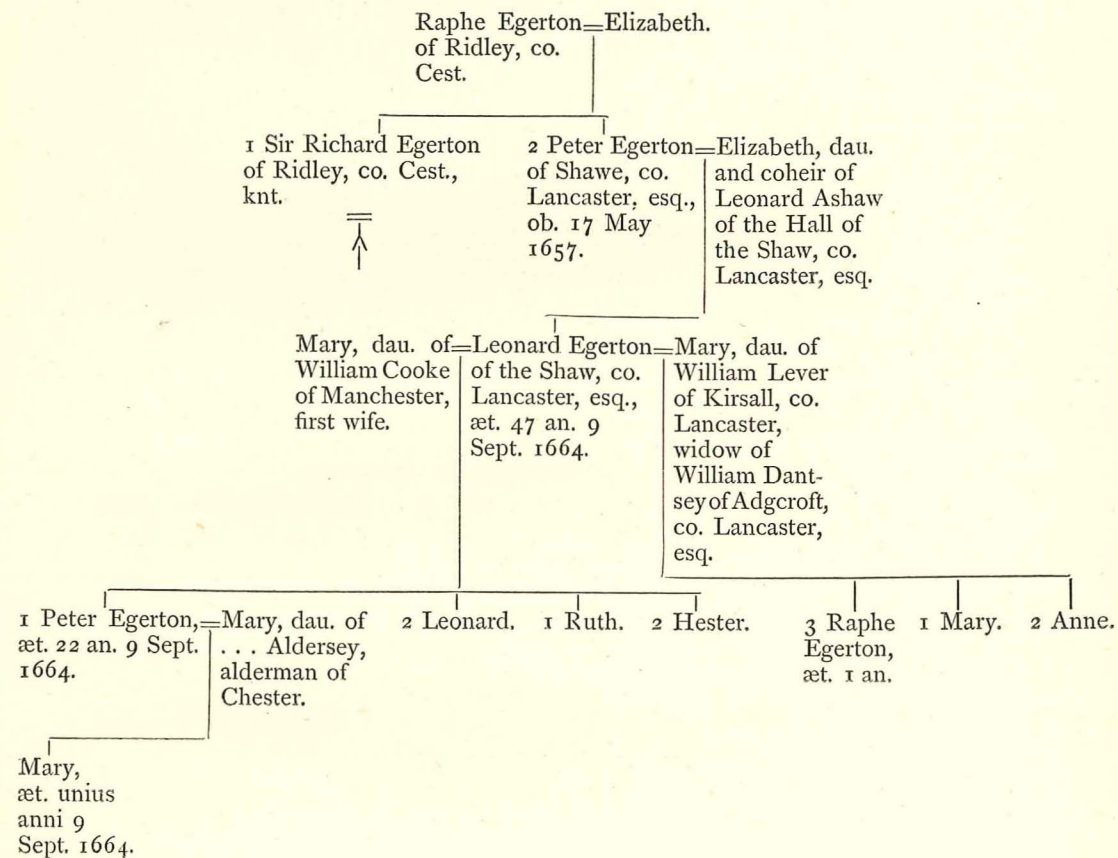 Raphe Egerton=Elizabeth.
of Ridley, co.
Cest.
1 Sir Richard Egerton
of Ridley, co. Cest.,
knt.
2 Peter Egerton=
of Shawe, co.
Lancaster, esq.,
ob. 17 May
1657.
Elizabeth, dau.
and coheir of
Leonard Ashaw
of the Hall of
the Shaw, co.
Lancaster, esq.
Mary, dau. of=
William Cooke
of Manchester,
first wife.
Leonard Egerton=
of the Shaw, co.
Lancaster, esq.,
æt. 47 an. 9
Sept. 1664.
Mary, dau. of
William Lever
of Kirsall, co.
Lancaster,
widow of
William Dant-
sey of Adgcroft,
co. Lancaster,
esq.
1 Peter Egerton,=
æt. 22 an. 9 Sept.
1664.
Mary, dau. of
. . . Aldersey,
alderman of
Chester.
2 Leonard.
1 Ruth.
2 Hester.
3 Raphe
Egerton,
æt. 1 an.
1 Mary.
2 Anne.
Mary,
æt. unius
anni 9
Sept. 1664.